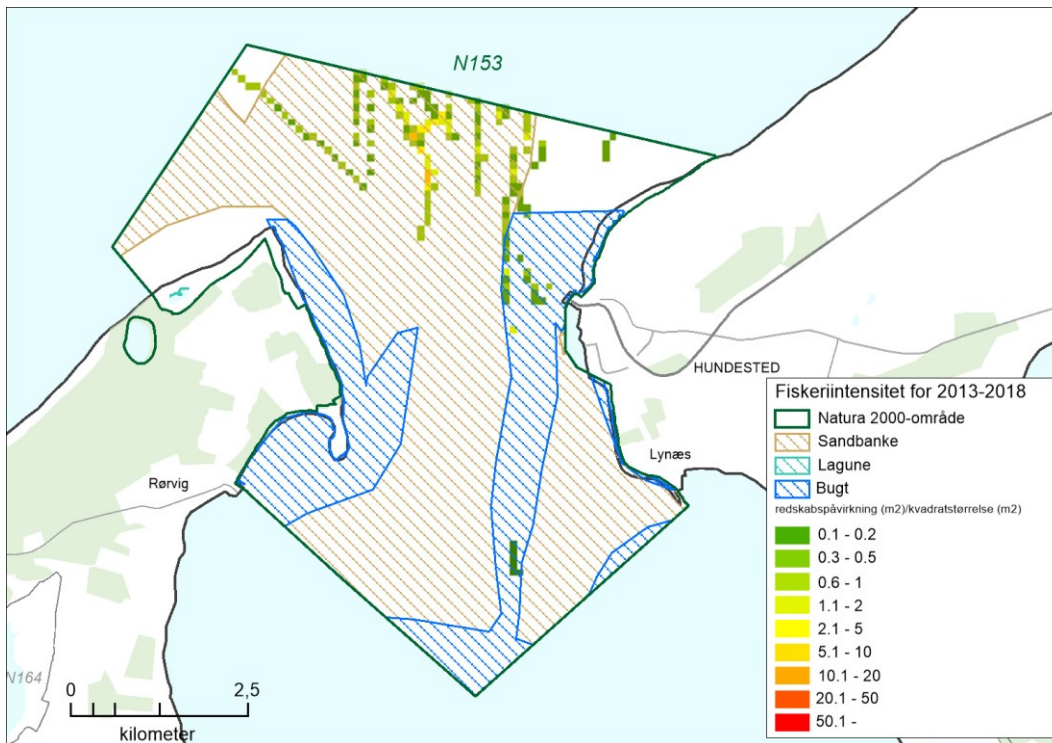 N153
HUNDESTED
Lynæs
Rørvig
N164
0 2,5
kilometer
Fiskeriintensitet for 2013-2018
Natura 2000-område
Sandbanke
Lagune
Bugt
redskabspåvirkning (m2)/kvadratstørrelse (m2)
0.1 - 0.2
0.3 - 0.5
0.6 - 1
1.1 - 2
2.1 - 5
5.1 - 10
10.1 - 20
20.1 - 50
50.1 -